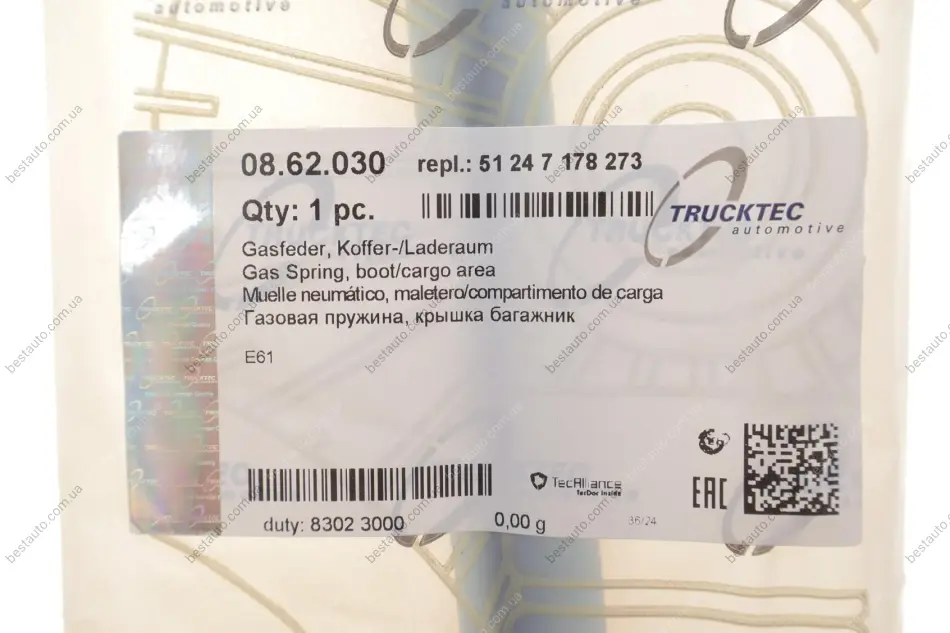 automotive
automotive
08.62.030 repl.: 51 24 7 178 273
Qty: 1 pc.
TRUCKTEC
automotive
Gasfeder, Koffer-/Laderaum
Gas Spring, boot/cargo area
Muelle neumático, maletero/compartimento de carga
Газовая пружина, крышка багажник
E61
TRUCKTEC
TecAlliance
TecDoc Inside
EAC
duty: 8302 3000 0,00 g 36/24
bestauto.com.ua